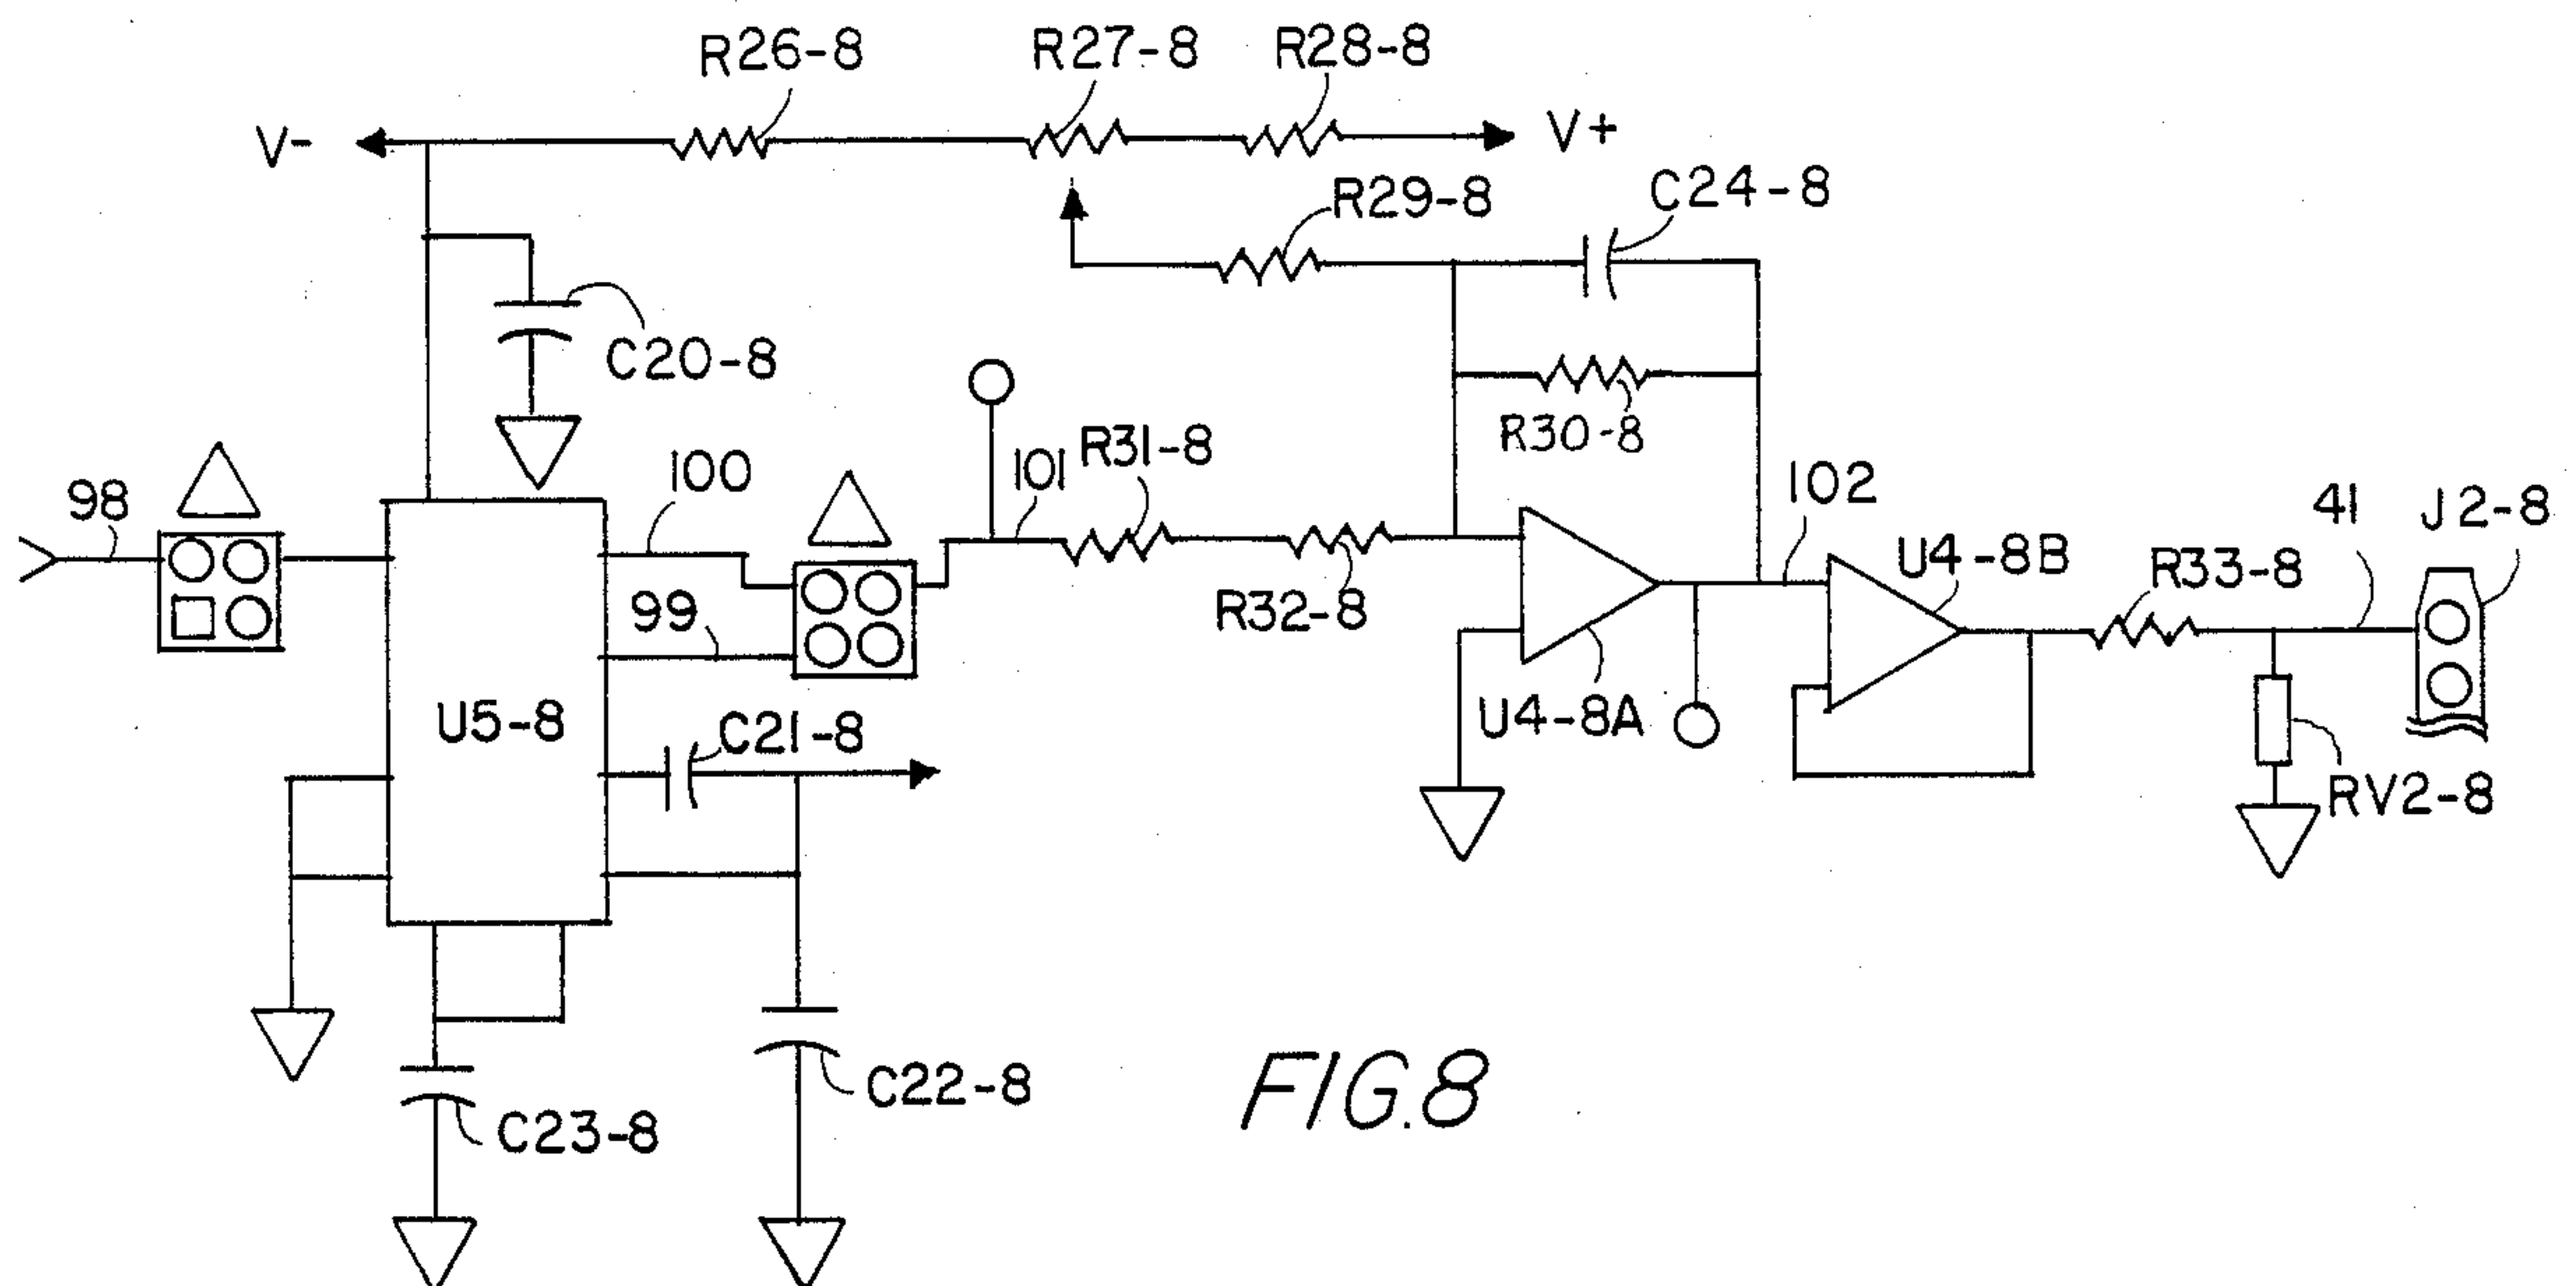 R26-8
R27-8
R28-8
V-
V+
R29-8
C24-8
C20-8
R30-8
98
100
101
R31-8
102
41
J2-8
U4-8B
R33-8
99
R32-8
U5-8
C21-8
U4-8A
RV2-8
C22-8
C23-8
FIG.8